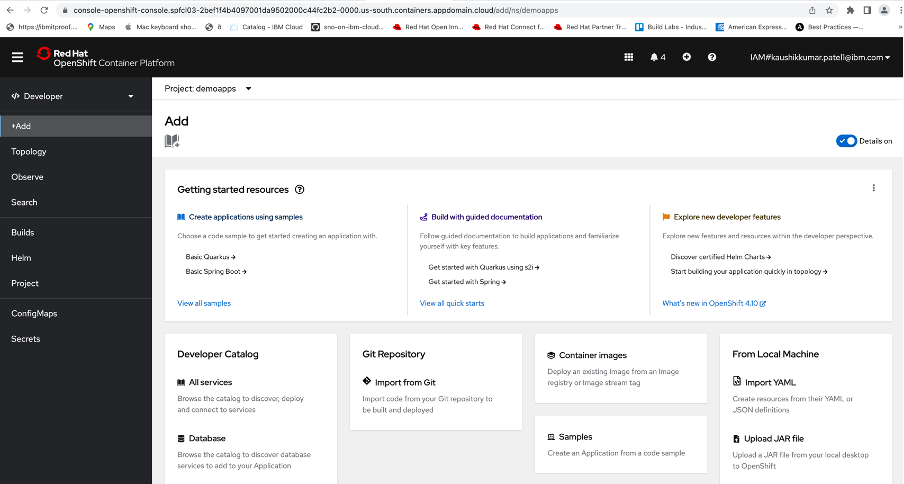 console-openshift-console.spfcl03-2bef1f4b4097001da9502000c44fc2b2-0000.us-south.containers.appdomain.cloud/add/ns/demoapps
https://ibmitproof....
Maps
Mac keyboard sho...
a
Catalog - IBM Cloud
sno-on-ibm-cloud...
Red Hat Open Inn...
Red Hat Connect f...
Red Hat Partner Tr...
Build Labs - Indus...
American Express...
Best Practices —...
»
Red Hat
OpenShift Container Platform
4
IAM#kaushikkumar.patel1@ibm.com
Developer
Project: demoapps
+Add
Topology
Observe
Search
Builds
Helm
Project
ConfigMaps
Secrets
Add
Details on
Getting started resources
Create applications using samples
Choose a code sample to get started creating an application with.
Basic Quarkus
Basic Spring Boot
View all samples
Build with guided documentation
Follow guided documentation to build applications and familiarize
yourself with key features.
Get started with Quarkus using s2i
Get started with Spring
View all quick starts
Explore new developer features
Explore new features and resources within the developer perspective.
Discover certified Helm Charts
Start building your application quickly in topology
What's new in OpenShift 4.10
Developer Catalog
All services
Browse the catalog to discover, deploy
and connect to services
Database
Browse the catalog to discover database
services to add to your Application
Git Repository
Import from Git
Import code from your Git repository to
be built and deployed
Container images
Deploy an existing Image from an Image
registry or Image stream tag
Samples
Create an Application from a code sample
From Local Machine
Import YAML
Create resources from their YAML or
JSON definitions
Upload JAR file
Upload a JAR file from your local desktop
to OpenShift